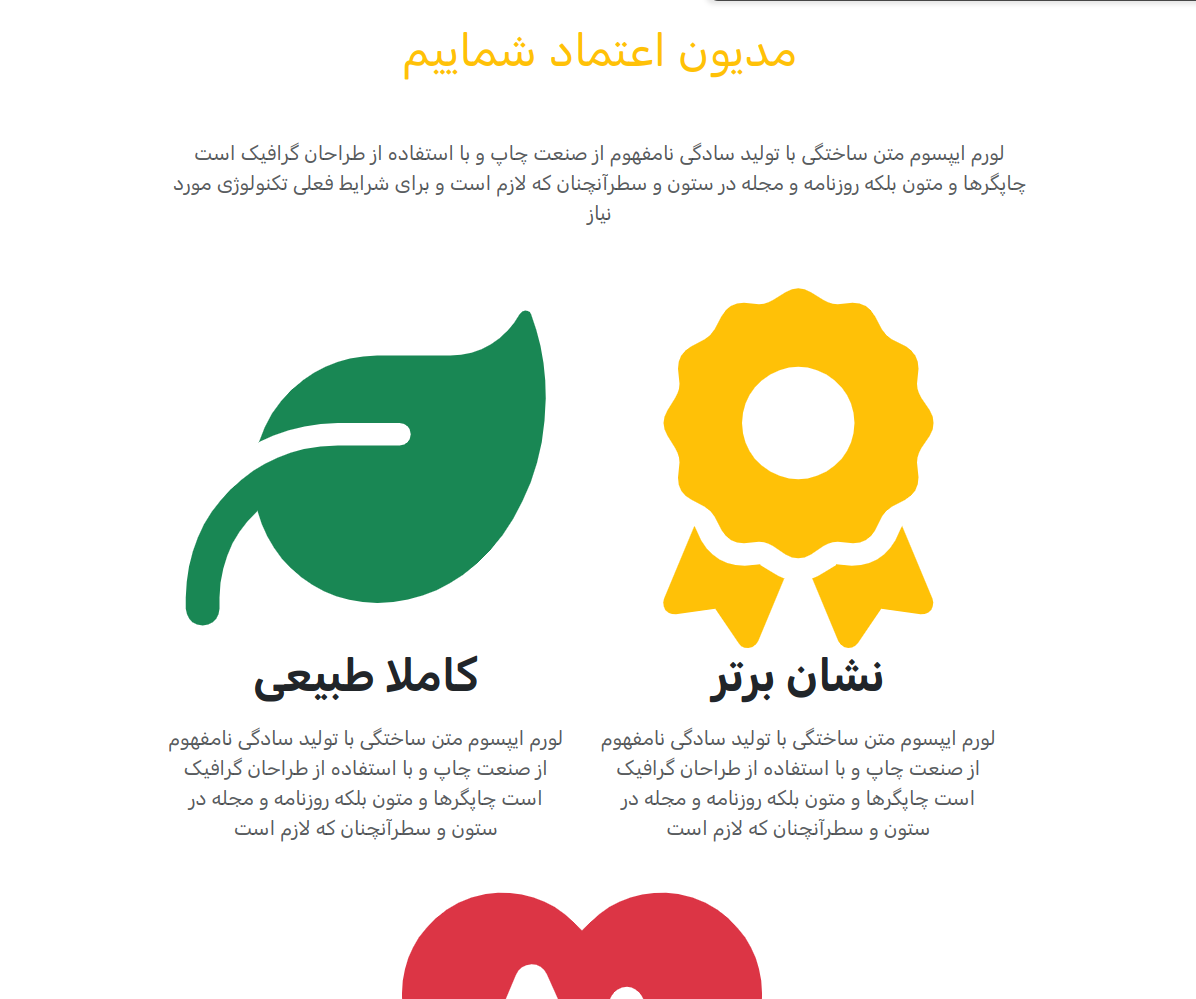 مدیون اعتماد شماییم
لورم ایپسوم متن ساختگی با تولید سادگی نامفهوم از صنعت چاپ و با استفاده از طراحان گرافیک است
چاپگرها و متون بلکه روزنامه و مجله در ستون و سطرآنچنان که لازم است و برای شرایط فعلی تکنولوژی مورد
نیاز
نشان برتر
لورم ایپسوم متن ساختگی با تولید سادگی نامفهوم
از صنعت چاپ و با استفاده از طراحان گرافیک
است چاپگرها و متون بلکه روزنامه و مجله در
ستون و سطرآنچنان که لازم است
کاملا طبیعی
لورم ایپسوم متن ساختگی با تولید سادگی نامفهوم
از صنعت چاپ و با استفاده از طراحان گرافیک
است چاپگرها و متون بلکه روزنامه و مجله در
ستون و سطرآنچنان که لازم است